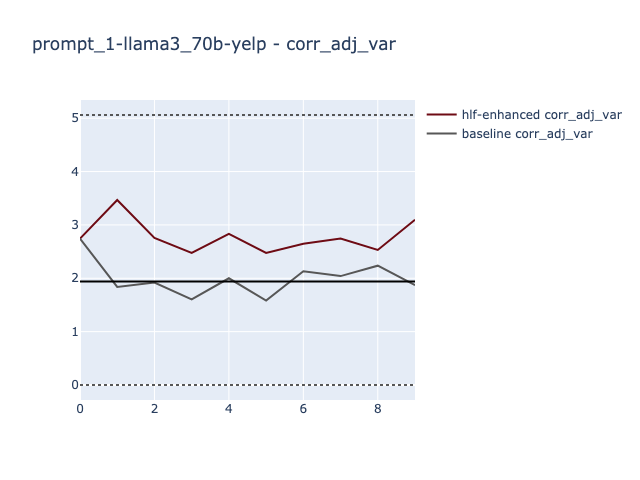 prompt_1-llama3_70b-yelp - corr_adj_var
hlf-enhanced corr_adj_var
baseline corr_adj_var
5
4
3
2
1
0
0 2 4 6 8